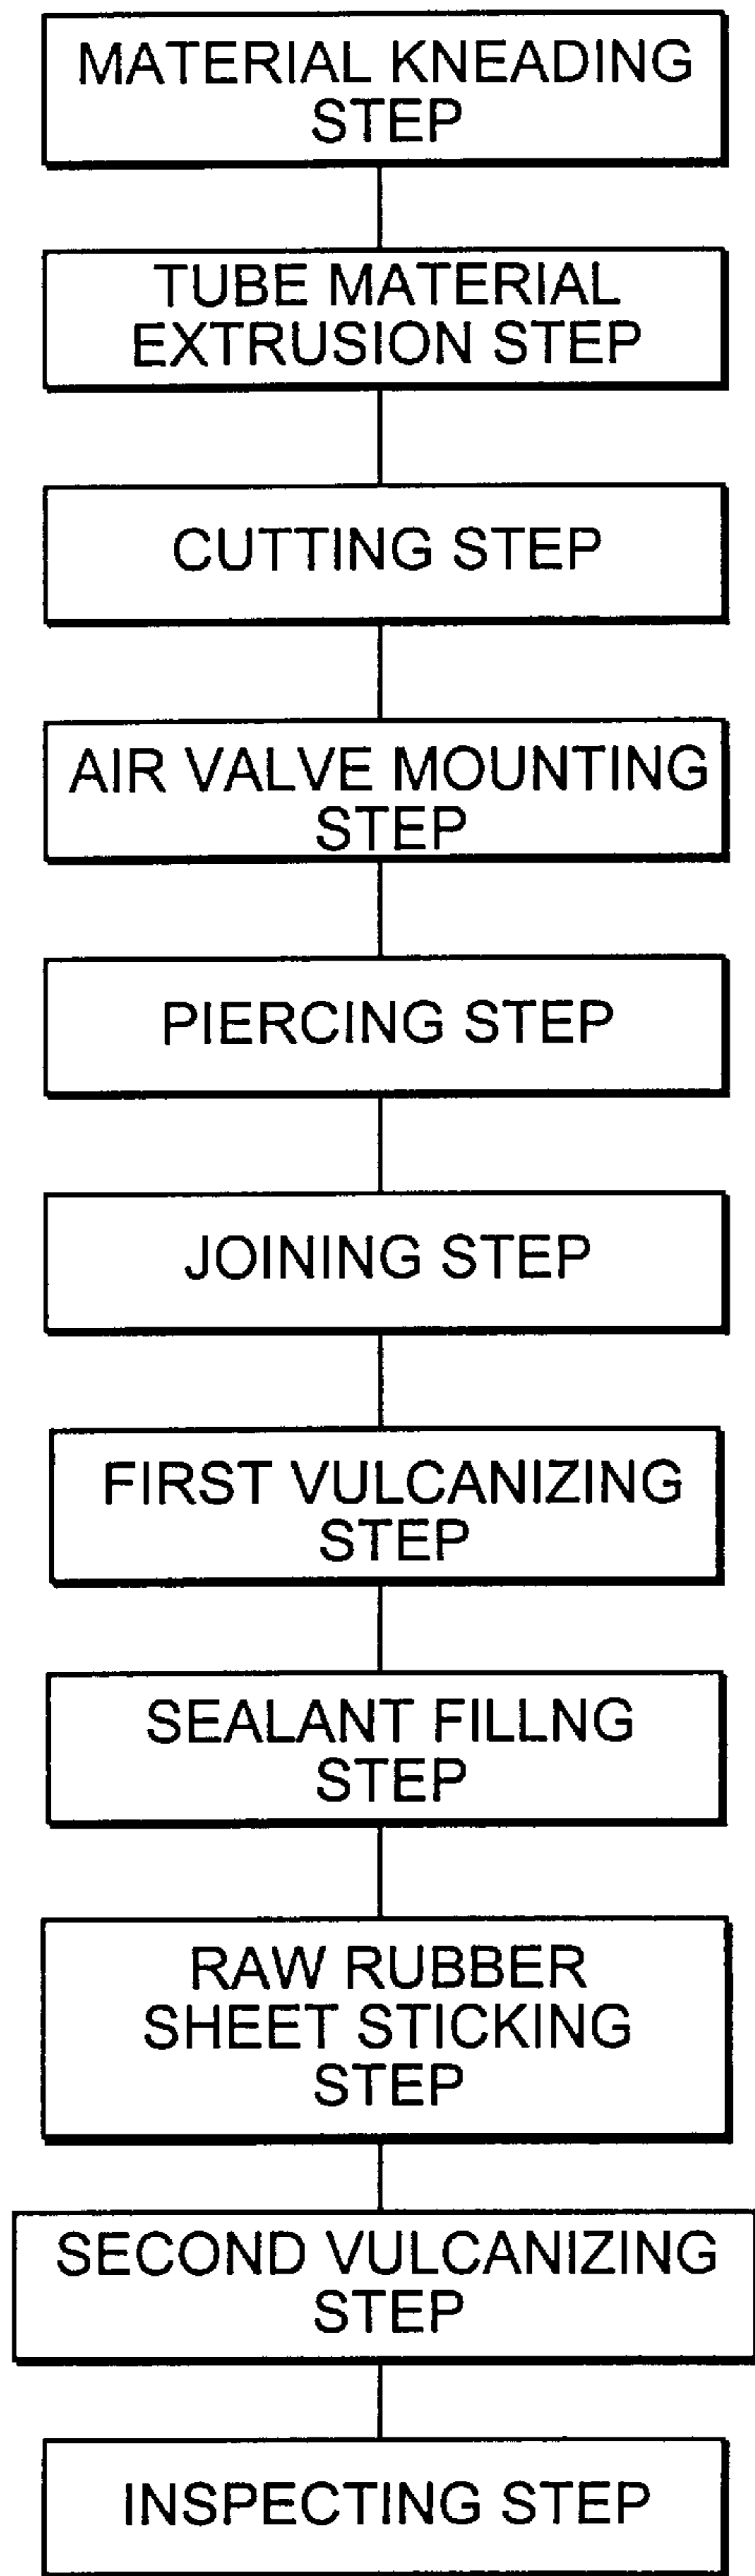 MATERIAL KNEADING
STEP
TUBE MATERIAL
EXTRUSION STEP
CUTTING STEP
AIR VALVE MOUNTING
STEP
PIERCING STEP
JOINING STEP
FIRST VULCANIZING
STEP
SEALANT FILLNG
STEP
RAW RUBBER
SHEET STICKING
STEP
SECOND VULCANIZING
STEP
INSPECTING STEP